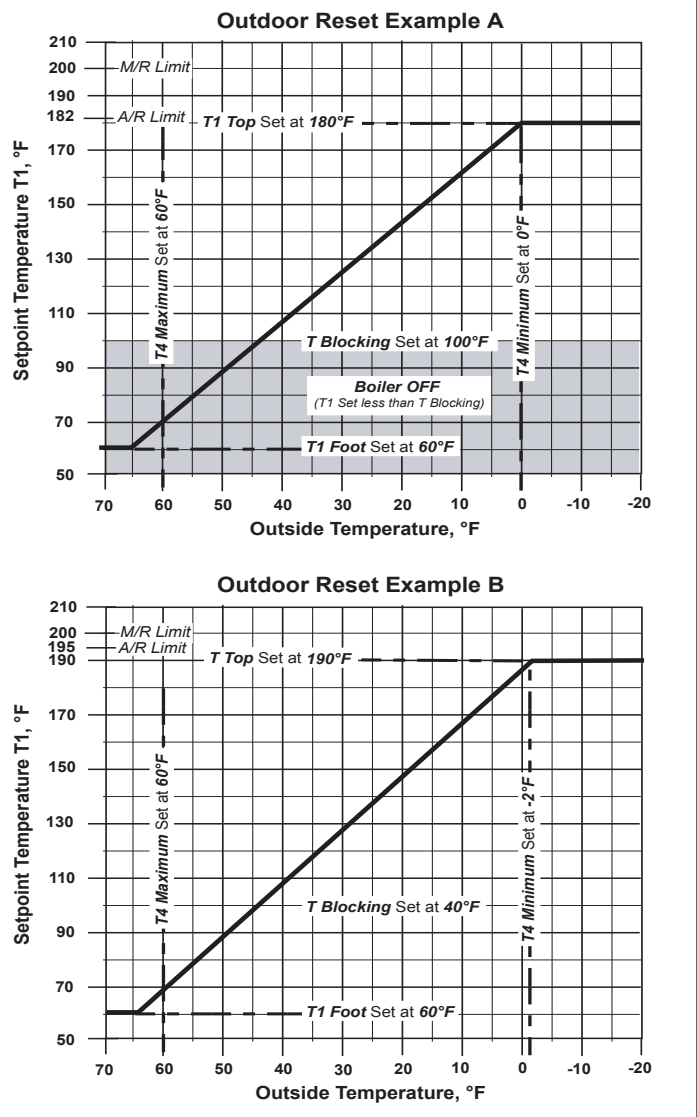 Outdoor Reset Example A
210
200
M/R Limit
190
182
A/R Limit
T1 Top Set at 180°F
170
150
130
110
90
70
50
Setpoint Temperature T1, °F
T4 Maximum Set at 60°F
T4 Minimum Set at 0°F
T Blocking Set at 100°F
Boiler OFF
(T1 Set less than T Blocking)
T1 Foot Set at 60°F
70 60 50 40 30 20 10 0 -10 -20
Outside Temperature, °F
Outdoor Reset Example B
210
200
M/R Limit
195
A/R Limit
190
T Top Set at 190°F
170
150
130
110
90
70
50
Setpoint Temperature T1, °F
T4 Maximum Set at 60°F
T4 Minimum Set at -2°F
T Blocking Set at 40°F
T1 Foot Set at 60°F
70 60 50 40 30 20 10 0 -10 -20
Outside Temperature, °F